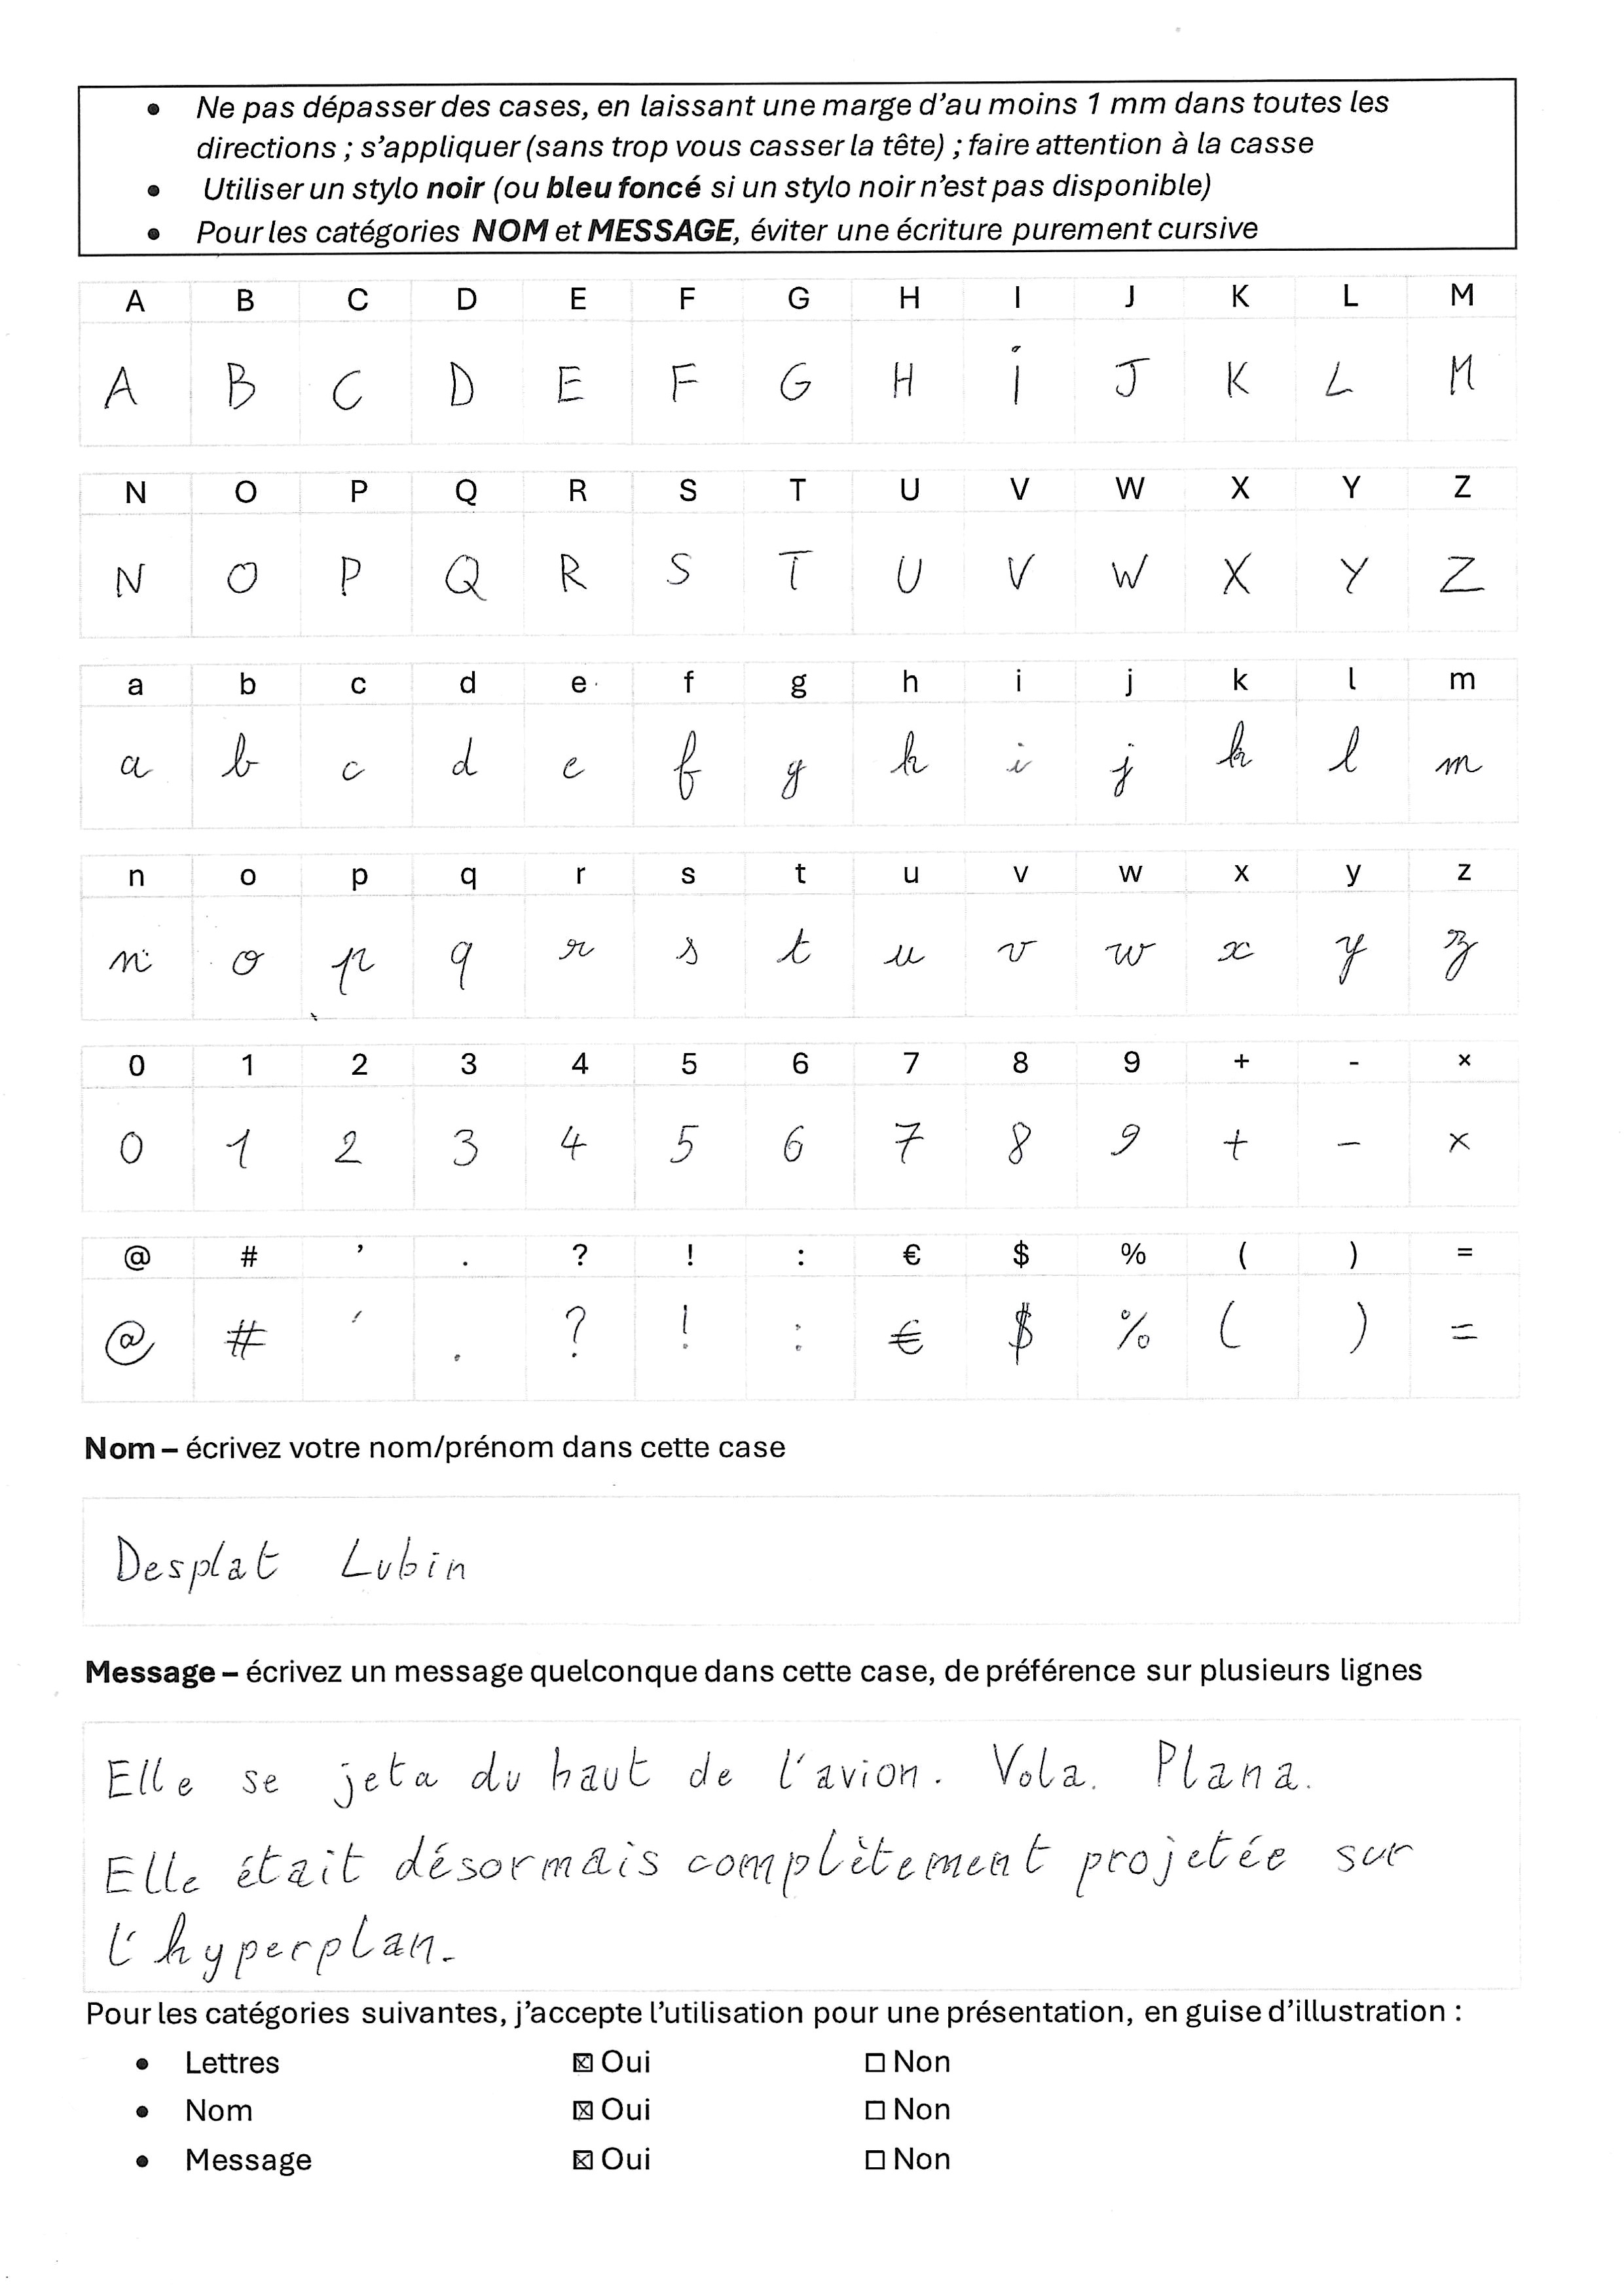 • Ne pas dépasser des cases, en laissant une marge d'au moins 1 mm dans toutes les
directions ; s'appliquer (sans trop vous casser la tête) ; faire attention à la casse
• Utiliser un stylo noir (ou bleu foncé si un stylo noir n'est pas disponible)
• Pour les catégories NOM et MESSAGE, éviter une écriture purement cursive
A B C D E F G H I J K L M
A B C D E F G H i J K L M
N O P Q R S T U V W X Y Z
N O P Q R S T U V W X Y Z
a b c d e f g h i j k l m
a b c d e f g h i j k l m
n o p q r s t u v w x y z
n o p q r s t u v w x y z
0 1 2 3 4 5 6 7 8 9 + - ×
0 1 2 3 4 5 6 7 8 9 + - ×
@ # ' . ? ! : € $ % ( ) =
@ # ' . ? ! : € $ % ( ) =
Nom – écrivez votre nom/prénom dans cette case
Desplat Lubin
Message – écrivez un message quelconque dans cette case, de préférence sur plusieurs lignes
Elle se jeta du haut de l'avion. Vola. Plana.
Elle était désormais complètement projetée sur
l'hyperplan.
Pour les catégories suivantes, j'accepte l'utilisation pour une présentation, en guise d'illustration :
• Lettres ☒ Oui ☐ Non
• Nom ☒ Oui ☐ Non
• Message ☒ Oui ☐ Non